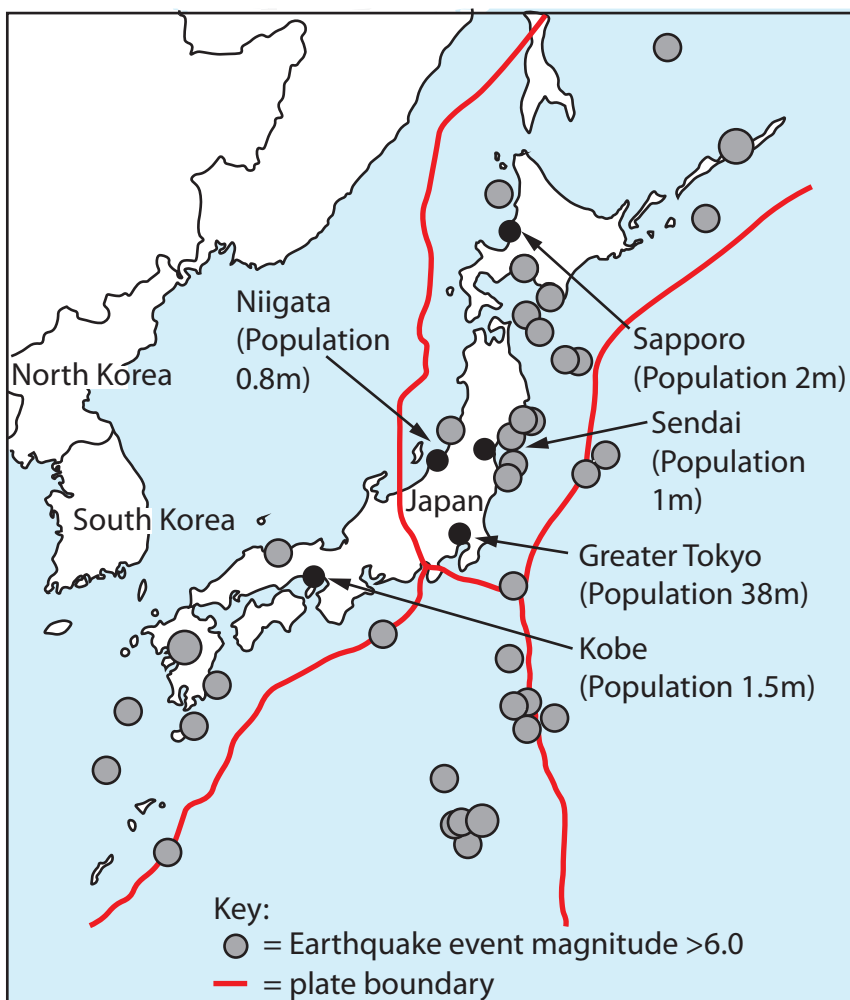 Niigata
(Population
0.8m)
North Korea
Sapporo
(Population 2m)
Sendai
(Population
1m)
Japan
South Korea
Greater Tokyo
(Population 38m)
Kobe
(Population 1.5m)
Key:
= Earthquake event magnitude >6.0
= plate boundary